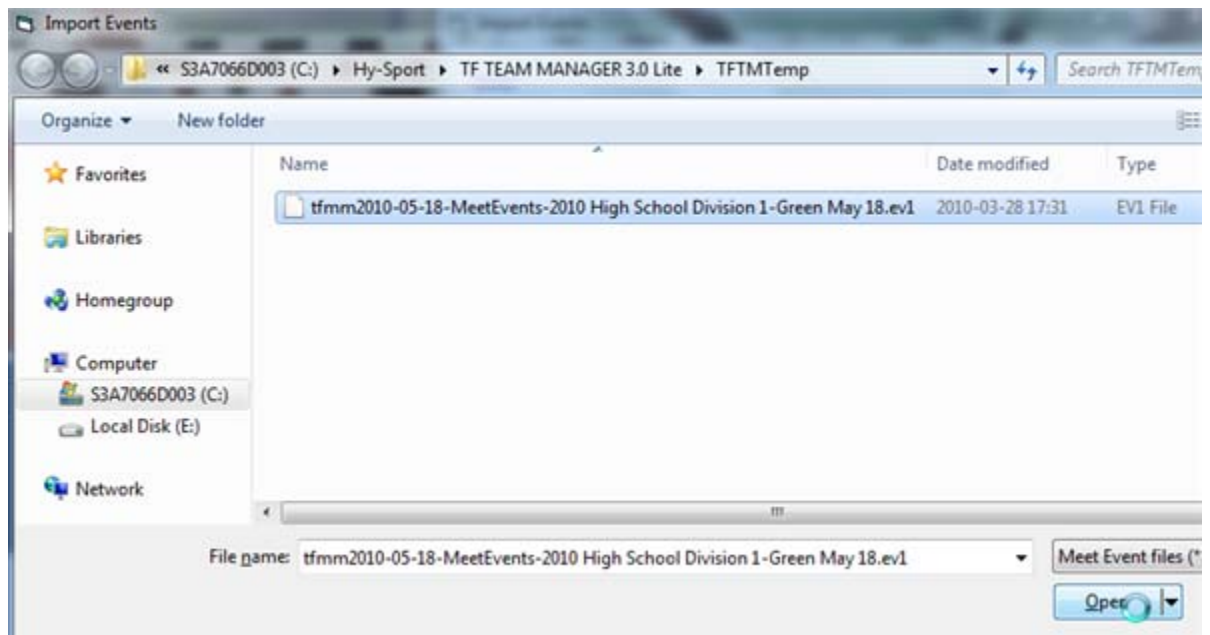 Import Events
« S3A7066D003 (C:) ▸ Hy-Sport ▸ TF TEAM MANAGER 3.0 Lite ▸ TFTMTemp
Search TFTMTem
Organize New folder
Name Date modified Type
Favorites
tfmm2010-05-18-MeetEvents-2010 High School Division 1-Green May 18.ev1 2010-03-28 17:31 EV1 File
Libraries
Homegroup
Computer
S3A7066D003 (C:)
Local Disk (E:)
Network
File name: tfmm2010-05-18-MeetEvents-2010 High School Division 1-Green May 18.ev1 Meet Event files (*
Open